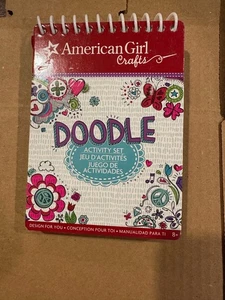 American Girl
Crafts
DOODLE
ACTIVITY SET
JEU D'ACTIVITÉS
JUEGO DE
ACTIVIDADES
DESIGN FOR YOU • CONCEPTION POUR TOI • MANUALIDAD PARA TI 8+